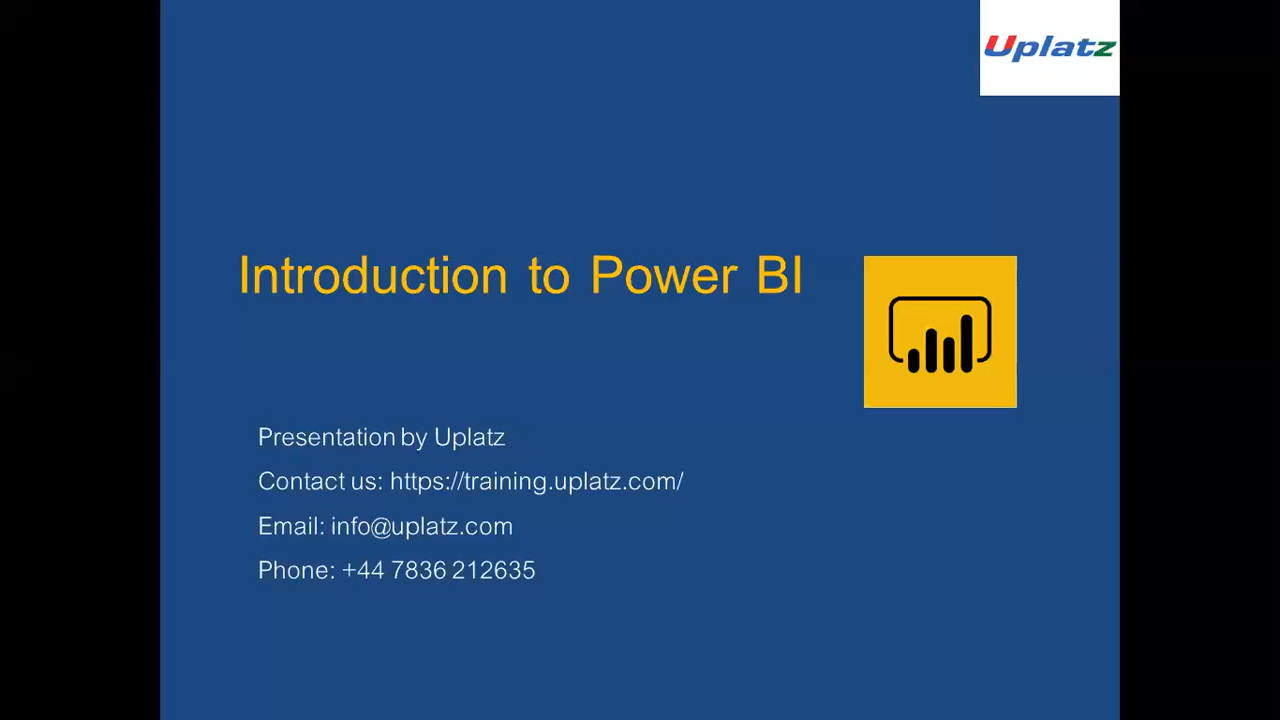 Uplatz
Introduction to Power BI
Presentation by Uplatz
Contact us: https://training.uplatz.com/
Email: info@uplatz.com
Phone: +44 7836 212635